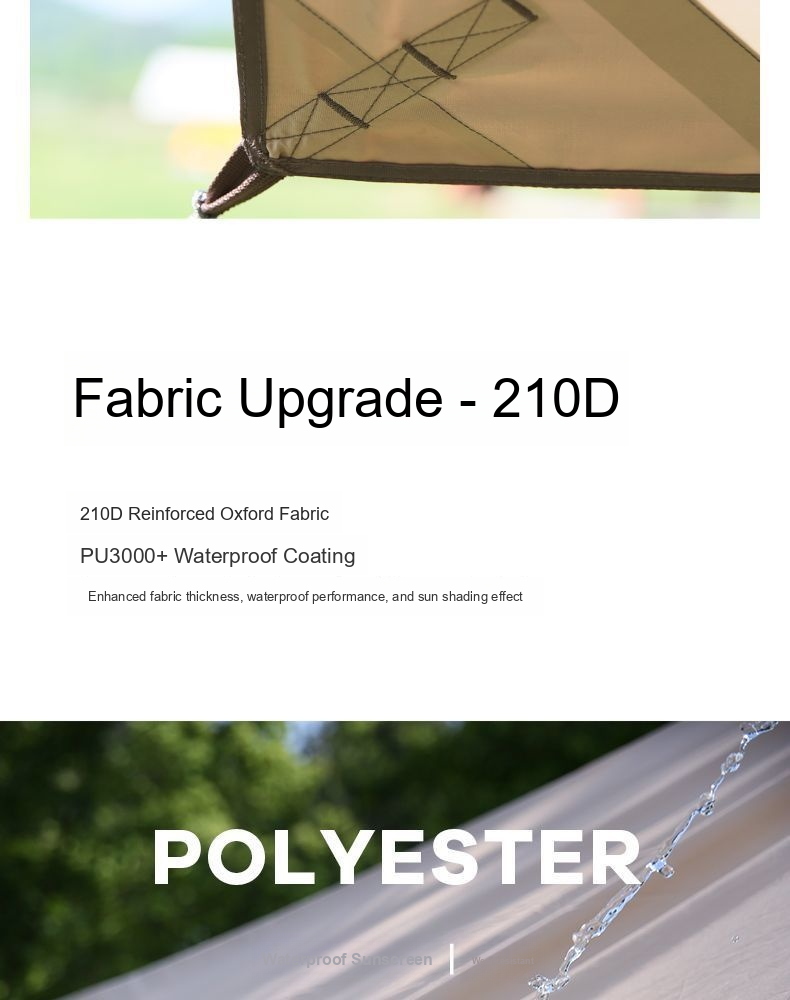 Fabric Upgrade - 210D
210D Reinforced Oxford Fabric
PU3000+ Waterproof Coating
Enhanced fabric thickness, waterproof performance, and sun shading effect
POLYESTER
Sunscreen